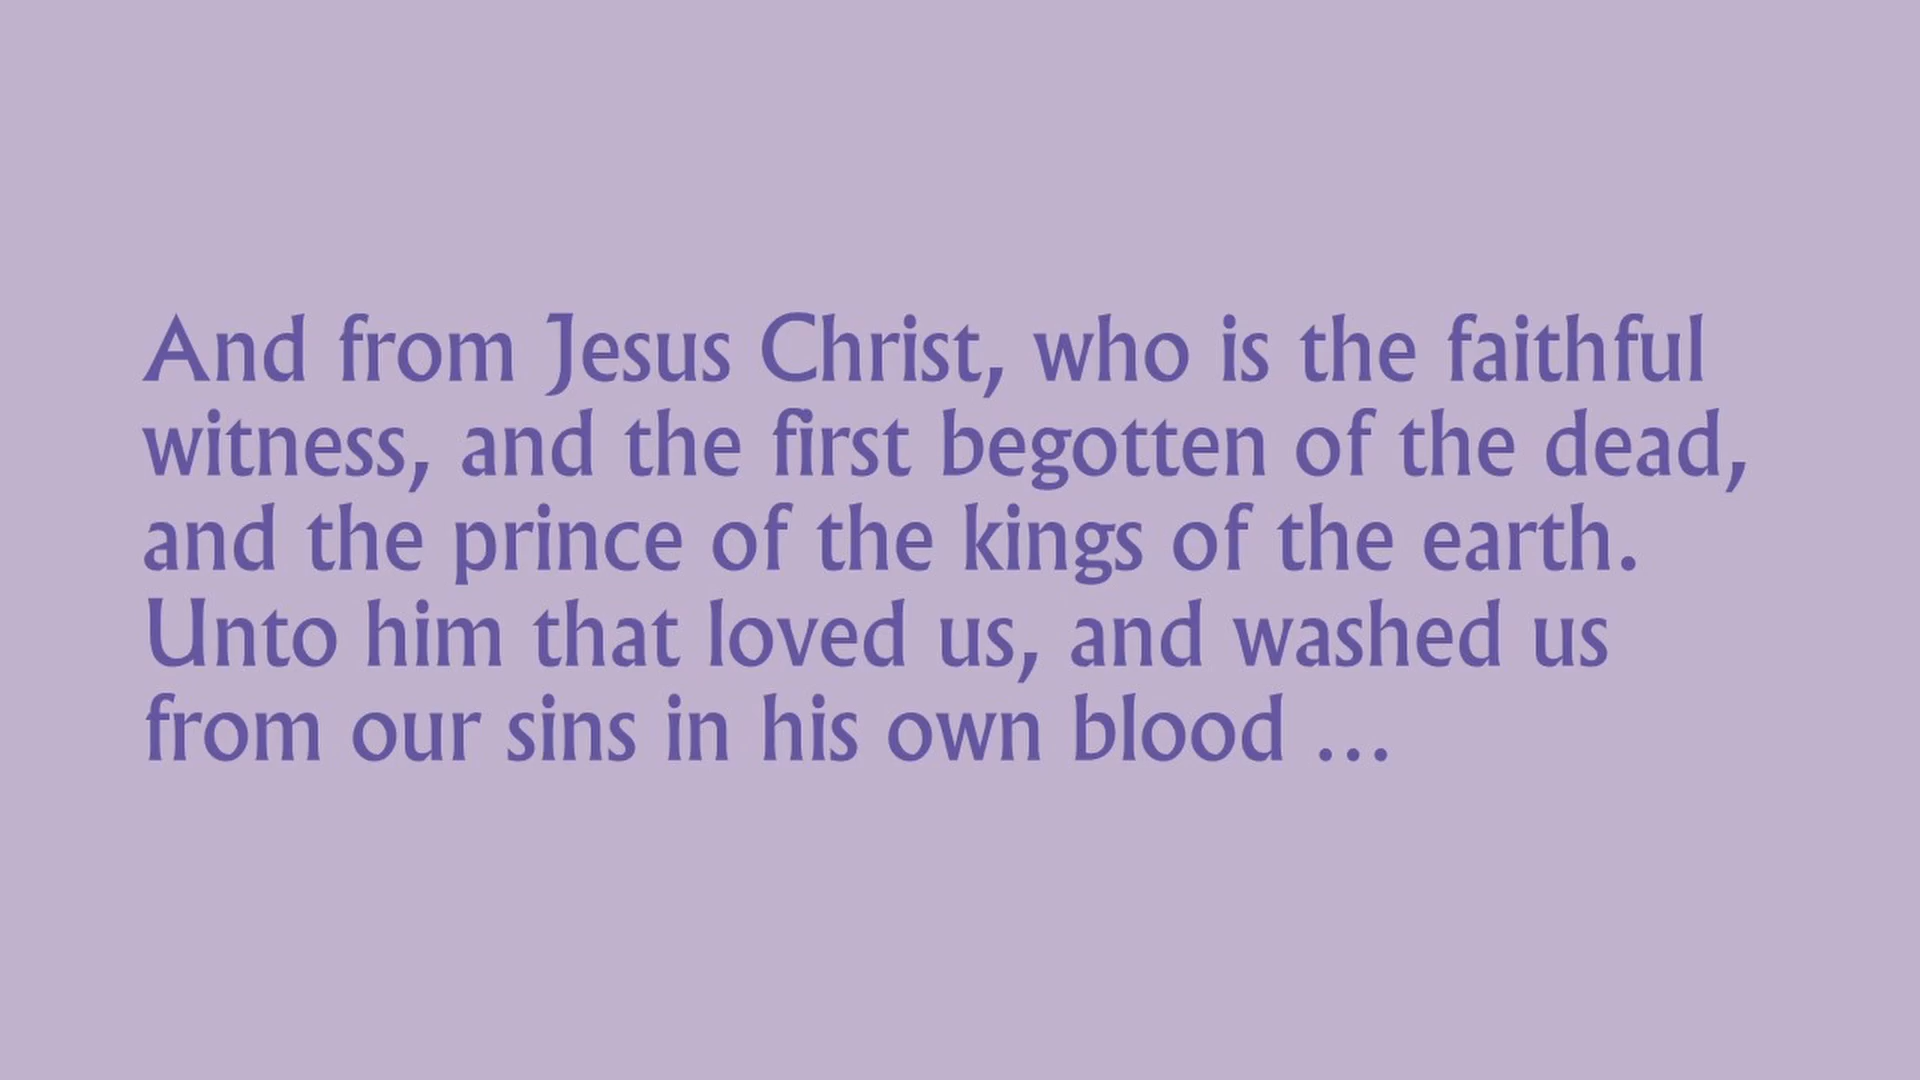 And from Jesus Christ, who is the faithful
witness, and the first begotten of the dead,
and the prince of the kings of the earth.
Unto him that loved us, and washed us
from our sins in his own blood ...